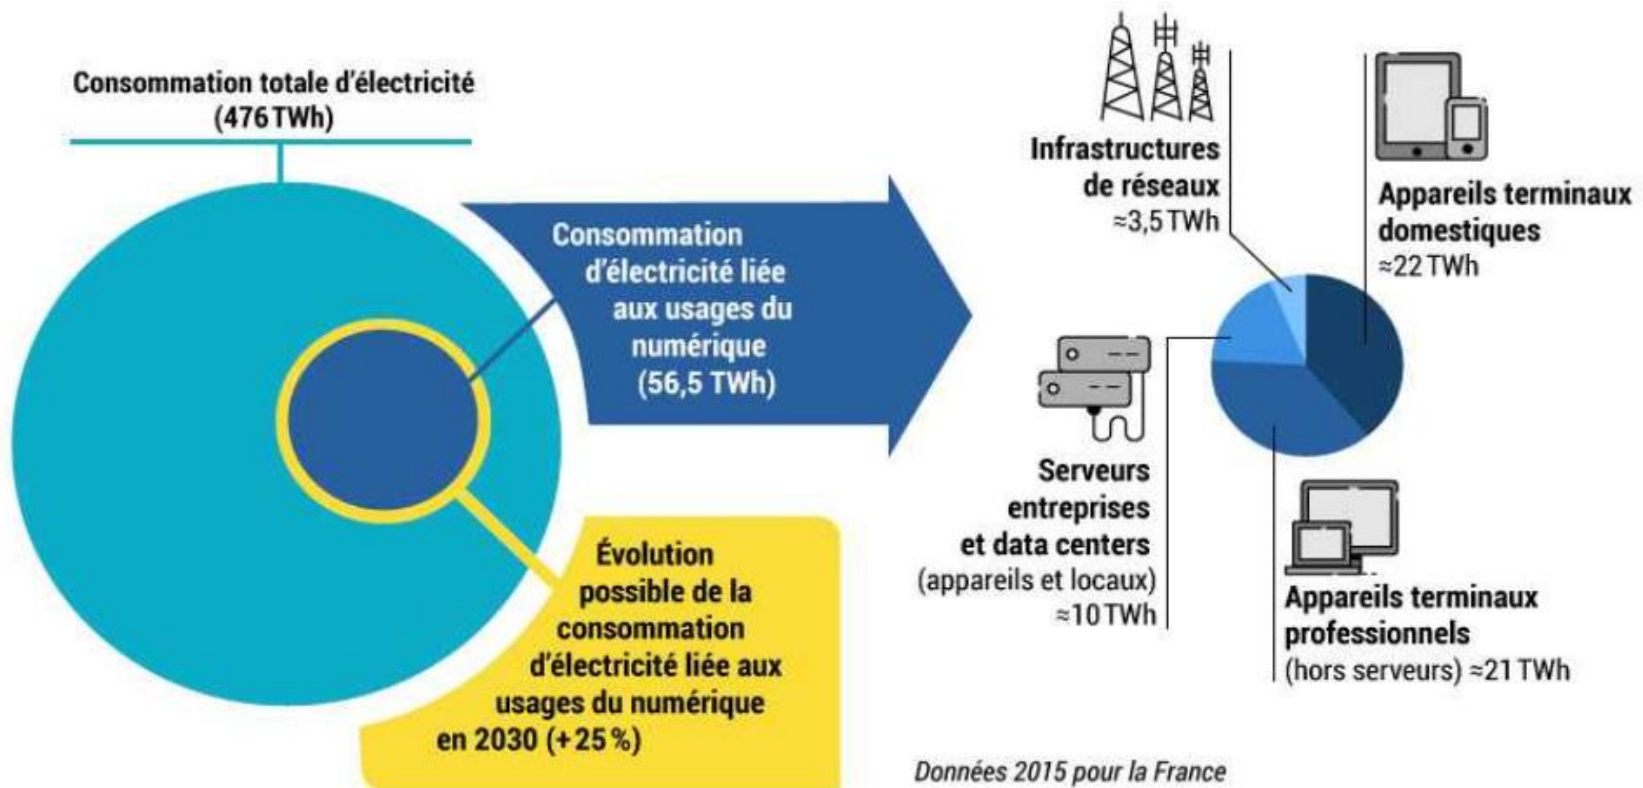 Consommation totale d'électricité
(476 TWh)
Consommation
d'électricité liée
aux usages du
numérique
(56,5 TWh)
Évolution
possible de la
consommation
d'électricité liée aux
usages du numérique
en 2030 (+25 %)
Infrastructures
de réseaux
≈3,5 TWh
Appareils terminaux
domestiques
≈22 TWh
Serveurs
entreprises
et data centers
(appareils et locaux)
≈10 TWh
Appareils terminaux
professionnels
(hors serveurs) ≈21 TWh
Données 2015 pour la France